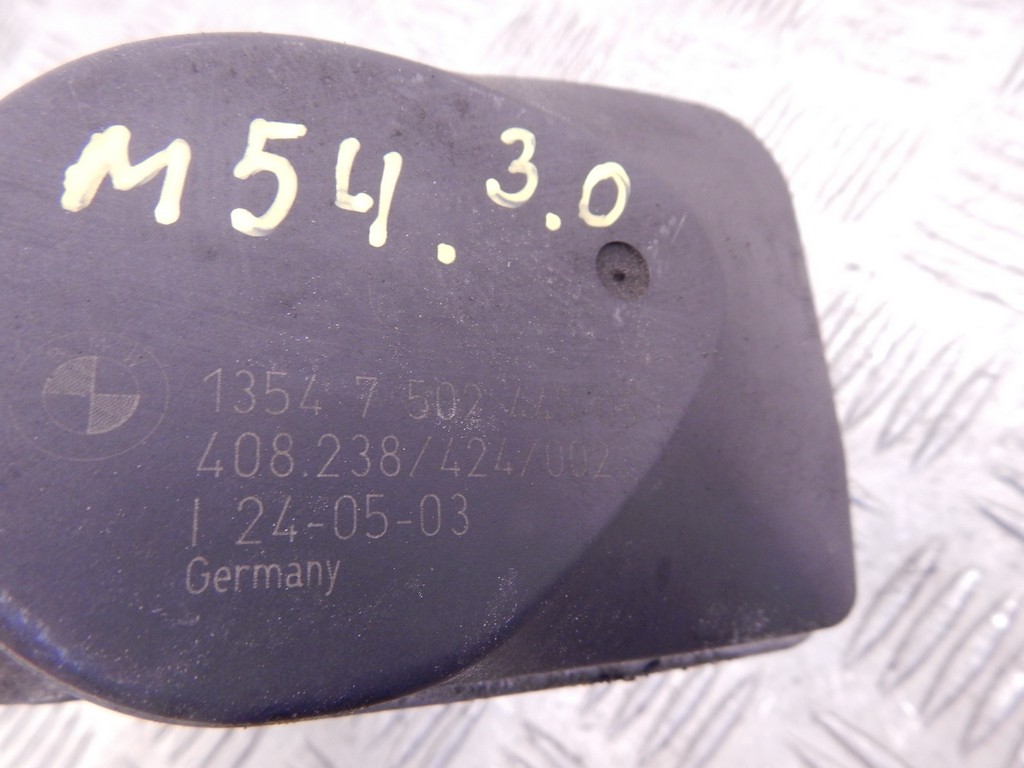 M54. 3.0
1354 7 502
408.238/424/002
I 24-05-03
Germany